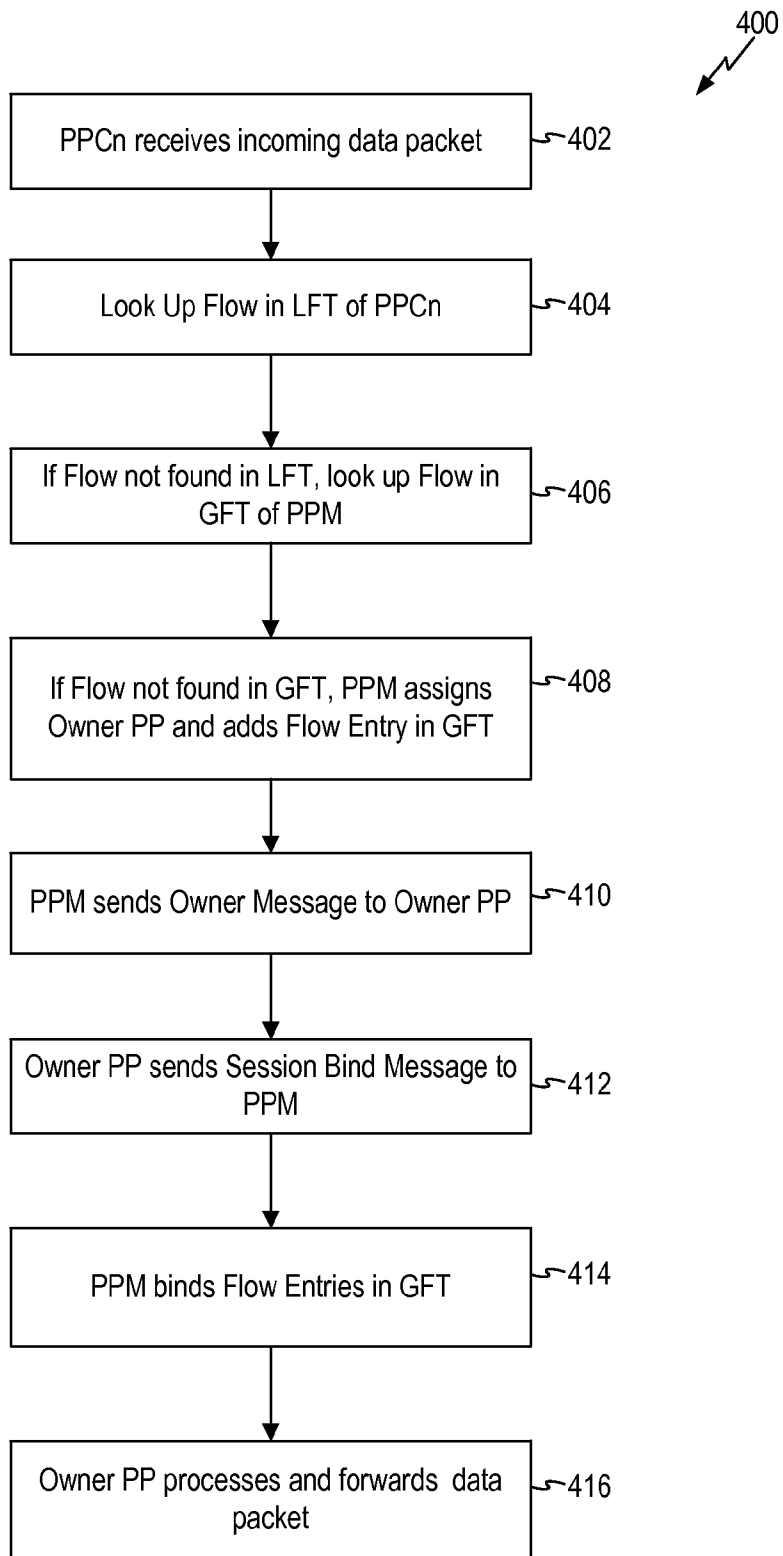 400
PPCn receives incoming data packet
402
Look Up Flow in LFT of PPCn
404
If Flow not found in LFT, look up Flow in
GFT of PPM
406
If Flow not found in GFT, PPM assigns
Owner PP and adds Flow Entry in GFT
408
PPM sends Owner Message to Owner PP
410
Owner PP sends Session Bind Message to
PPM
412
PPM binds Flow Entries in GFT
414
Owner PP processes and forwards data
packet
416